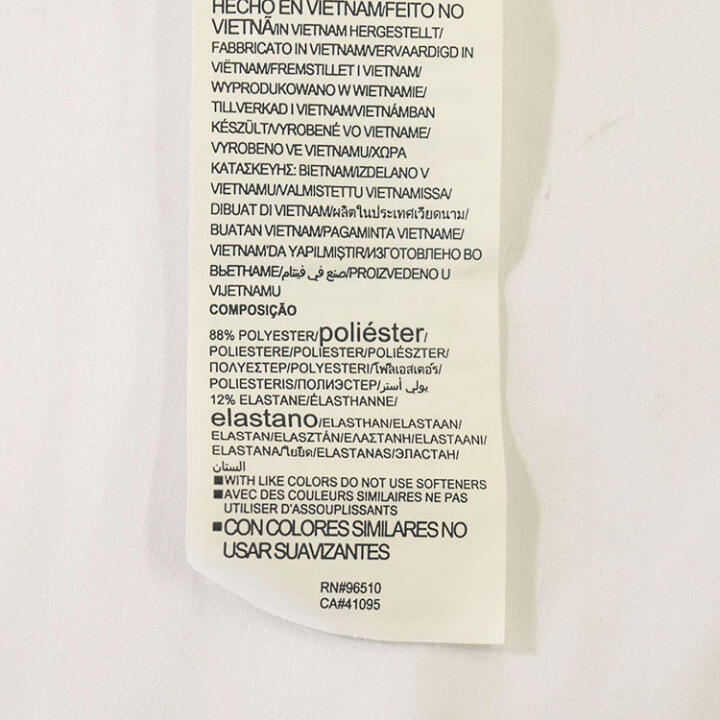 HECHO EN VIETNAM/FEITO NO
VIETNÃ/IN VIETNAM HERGESTELLT/
FABBRICATO IN VIETNAM/VERVAARDIGD IN
VIËTNAM/FREMSTILLET I VIETNAM/
WYPRODUKOWANO W WIETNAMIE/
TILLVERKAD I VIETNAM/VIETNÁMBAN
KÉSZÜLT/VYROBENÉ VO VIETNAME/
VYROBENO VE VIETNAMU/ΧΩΡΑ
ΚΑΤΑΣΚΕΥΗΣ: ΒΙΕΤΝΑΜ/IZDELANO V
VIETNAMU/VALMISTETTU VIETNAMISSA/
DIBUAT DI VIETNAM/ผลิตในประเทศเวียดนาม/
BUATAN VIETNAM/PAGAMINTA VIETNAME/
VIETNAM'DA YAPILMIŞTIR/ИЗГОТОВЛЕНО ВО
ВЬЕТНАМЕ/صنع في فيتنام/PROIZVEDENO U
VIJETNAMU
COMPOSIÇÃO
88% POLYESTER/poliéster/
POLIESTERE/POLIESTER/POLIÉSZTER/
ΠΟΛΥΕΣΤΕΡ/POLYESTERI/โพลีเอสเตอร์/
POLIESTERIS/ПОЛИЭСТЕР/يولي أستر/
12% ELASTANE/ÉLASTHANNE/
elastano/ELASTHAN/ELASTAAN/
ELASTAN/ELASZTÁN/ΕΛΑΣΤΑΝΗ/ELASTAANI/
ELASTANA/ใยยืด/ELASTANAS/ЭЛАСТАН/
الستان
■WITH LIKE COLORS DO NOT USE SOFTENERS
■AVEC DES COULEURS SIMILAIRES NE PAS
UTILISER D'ASSOUPLISSANTS
■CON COLORES SIMILARES NO
USAR SUAVIZANTES
RN#96510
CA#41095